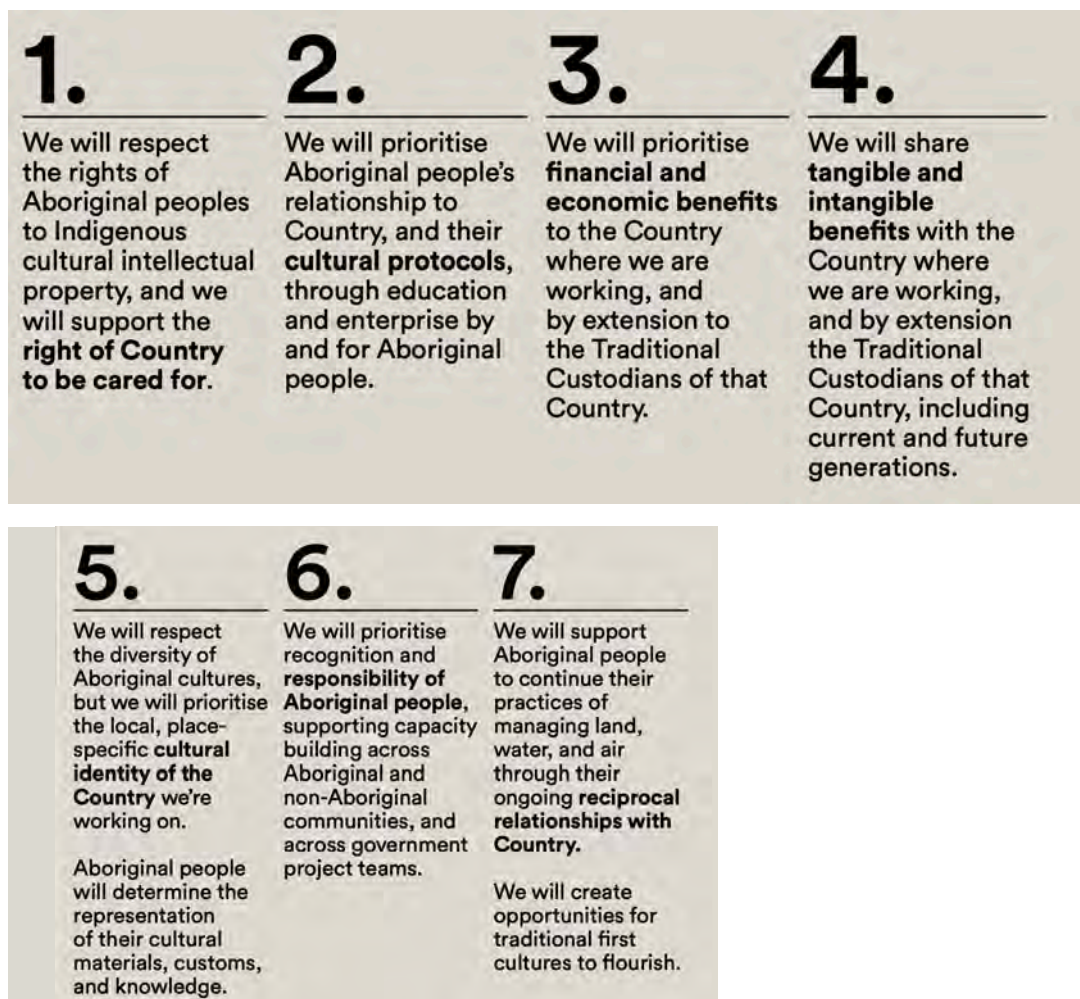 1.
We will respect
the rights of
Aboriginal peoples
to Indigenous
cultural intellectual
property, and we
will support the
right of Country
to be cared for.
2.
We will prioritise
Aboriginal people's
relationship to
Country, and their
cultural protocols,
through education
and enterprise by
and for Aboriginal
people.
3.
We will prioritise
financial and
economic benefits
to the Country
where we are
working, and
by extension to
the Traditional
Custodians of that
Country.
4.
We will share
tangible and
intangible
benefits with the
Country where
we are working,
and by extension
the Traditional
Custodians of that
Country, including
current and future
generations.
5.
We will respect
the diversity of
Aboriginal cultures,
but we will prioritise
the local, place-
specific cultural
identity of the
Country we're
working on.
Aboriginal people
will determine the
representation
of their cultural
materials, customs,
and knowledge.
6.
We will prioritise
recognition and
responsibility of
Aboriginal people,
supporting capacity
building across
Aboriginal and
non-Aboriginal
communities, and
across government
project teams.
7.
We will support
Aboriginal people
to continue their
practices of
managing land,
water, and air
through their
ongoing reciprocal
relationships with
Country.
We will create
opportunities for
traditional first
cultures to flourish.